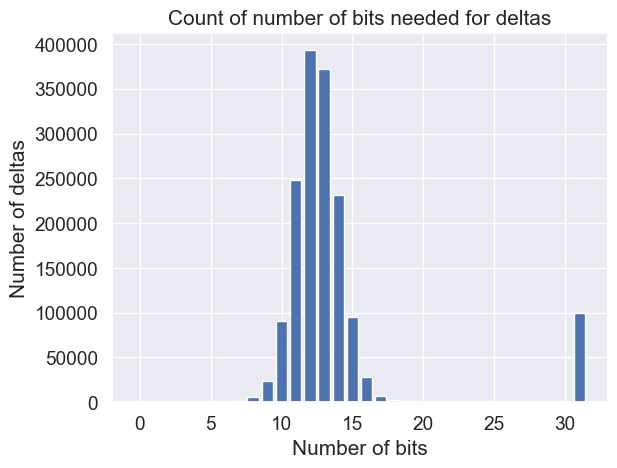 Count of number of bits needed for deltas
400000
350000
300000
250000
200000
150000
100000
50000
0
Number of deltas
0 5 10 15 20 25 30
Number of bits